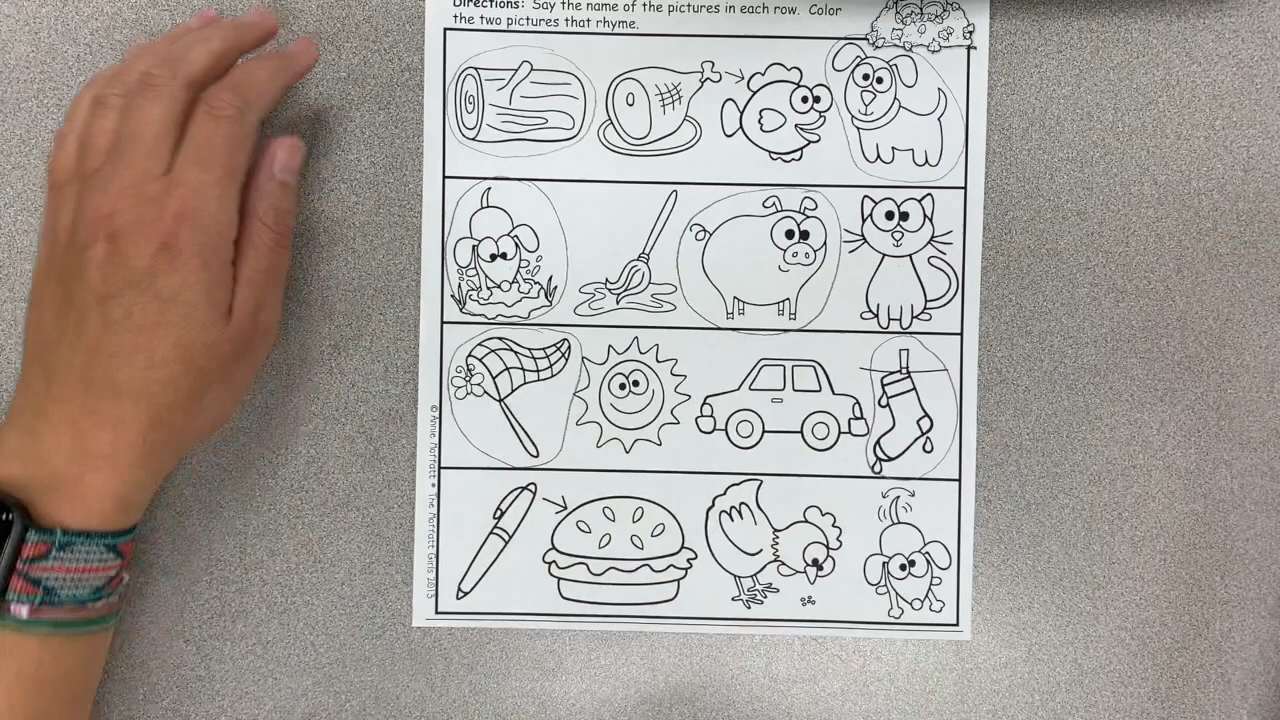 Directions: Say the name of the pictures in each row. Color
the two pictures that rhyme.
© Annie Moffatt • The Moffatt Girls 2013